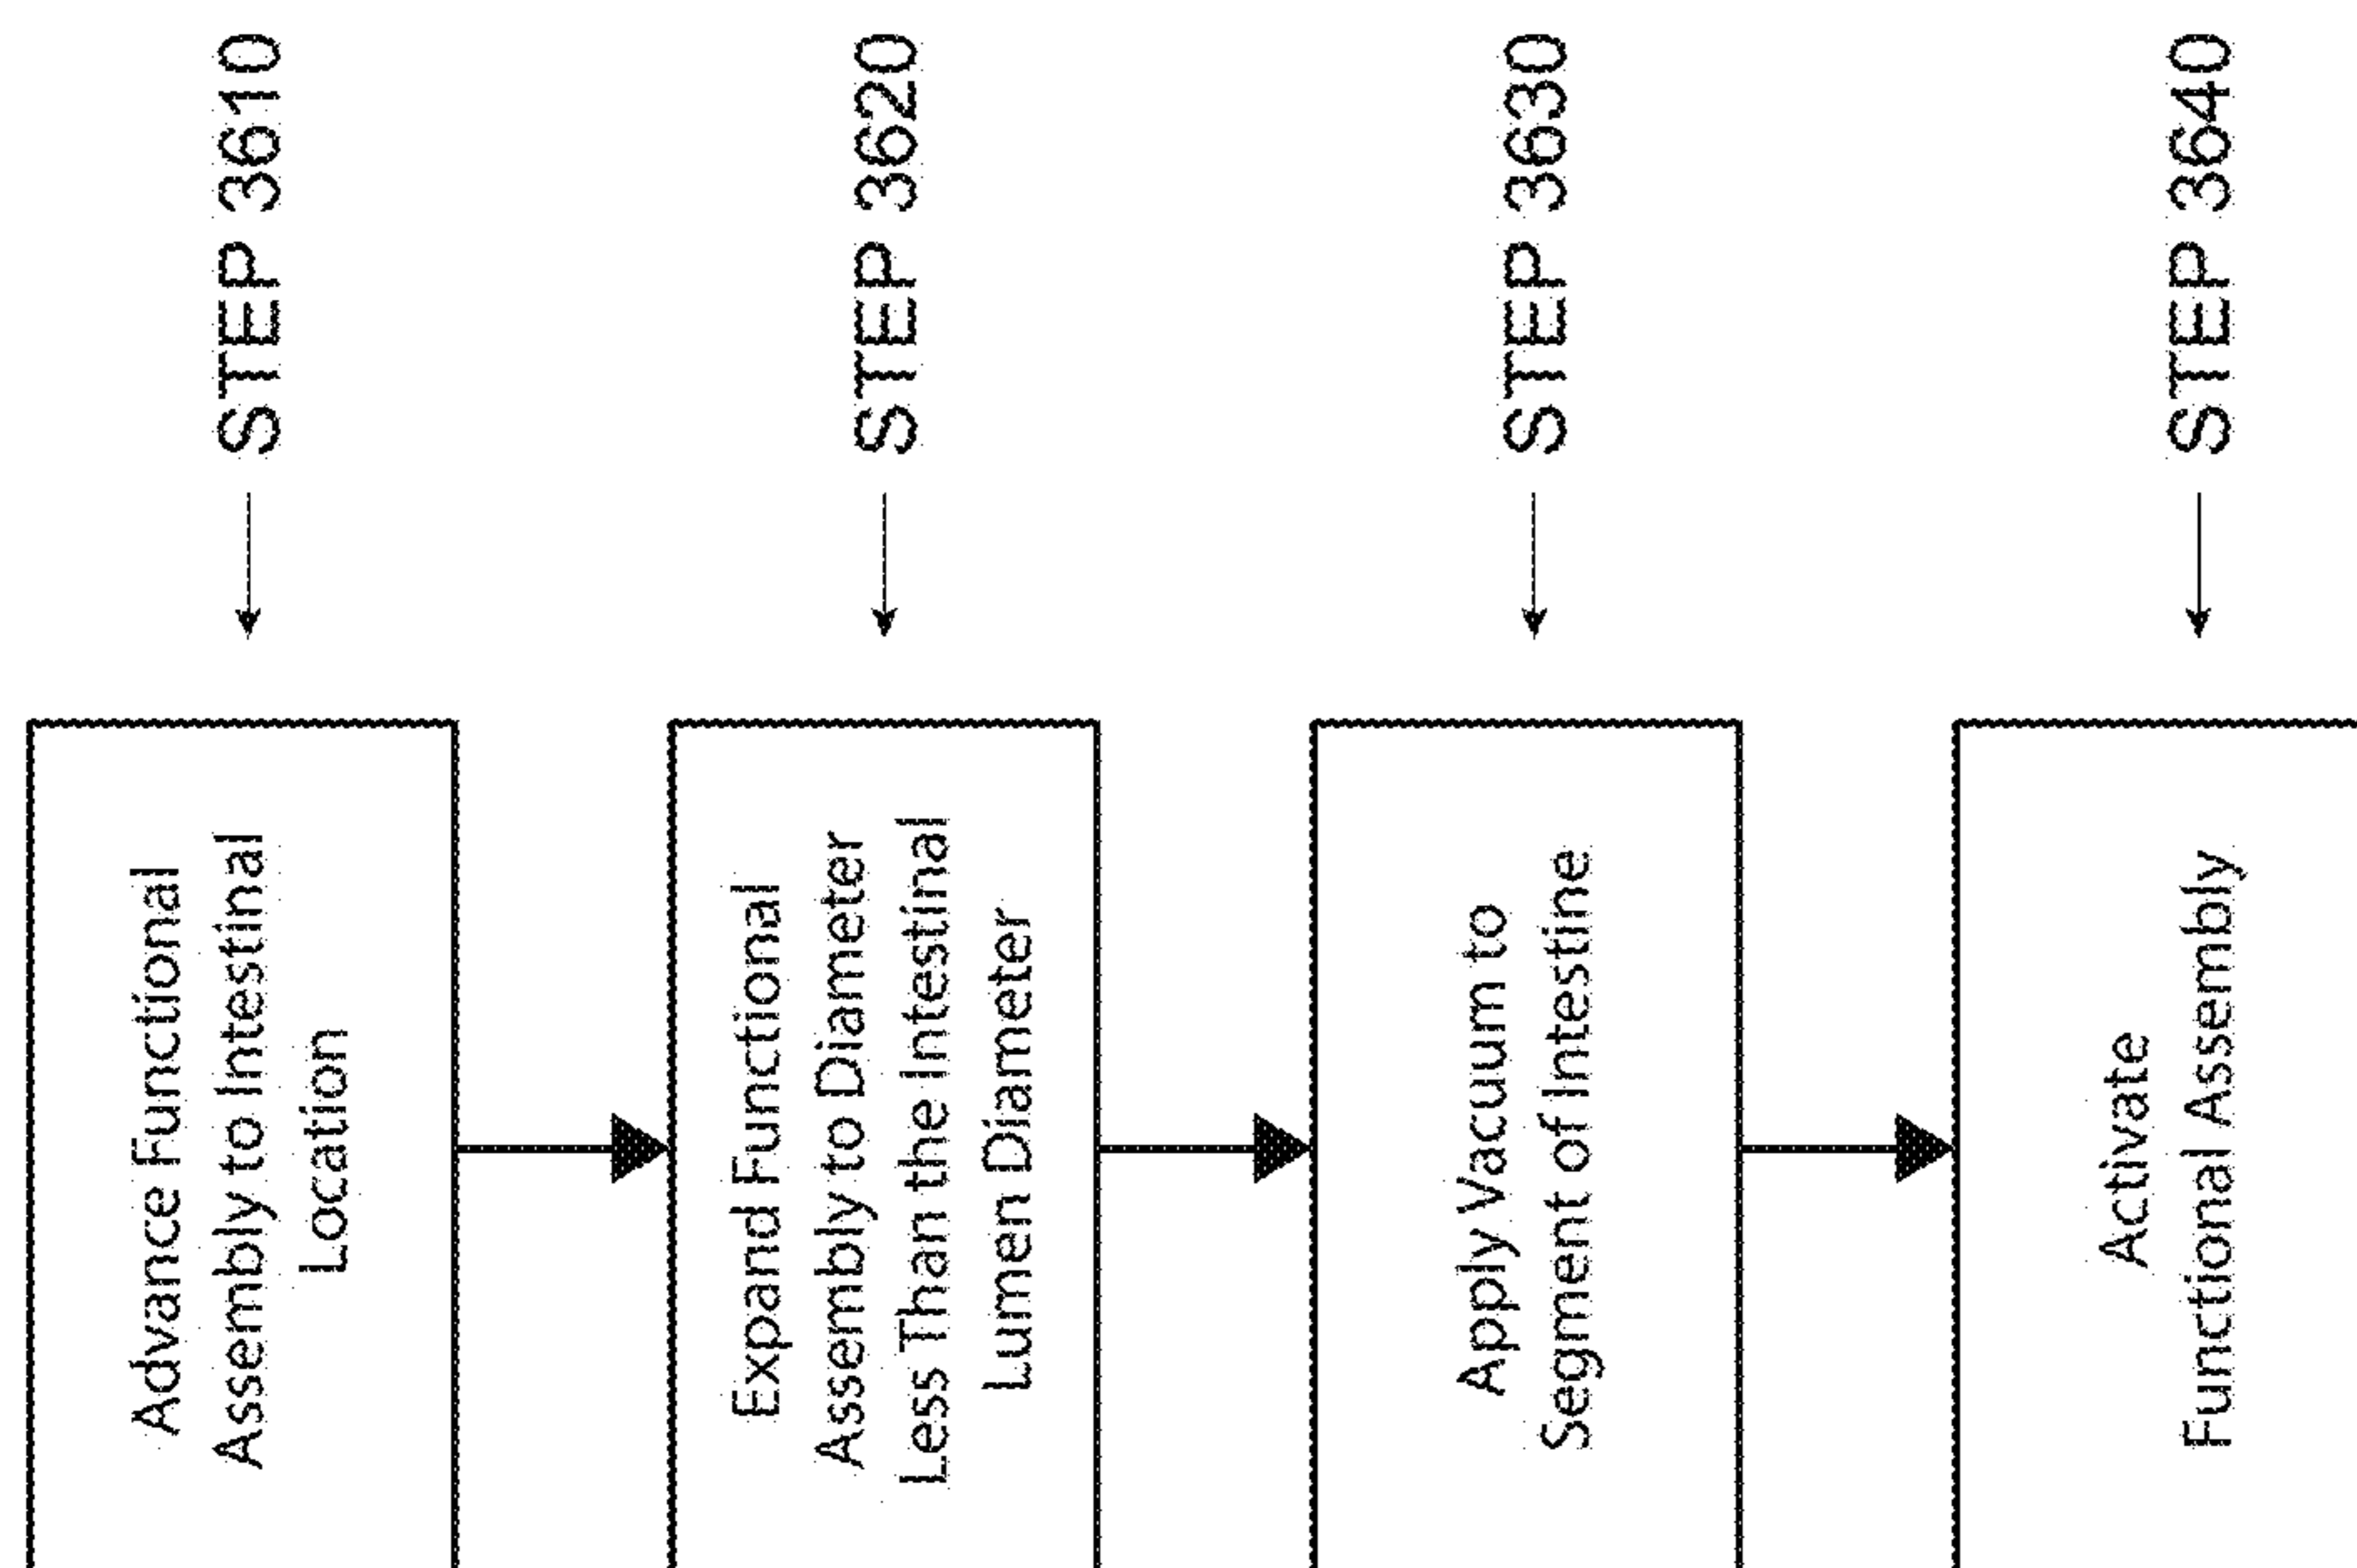 Advance Functional
Assembly to Intestinal
Location
STEP 3610
Expand Functional
Assembly to Diameter
Less Than the Intestinal
Lumen Diameter
STEP 3620
Apply Vacuum to
Segment of Intestine
STEP 3630
Activate
Functional Assembly
STEP 3640